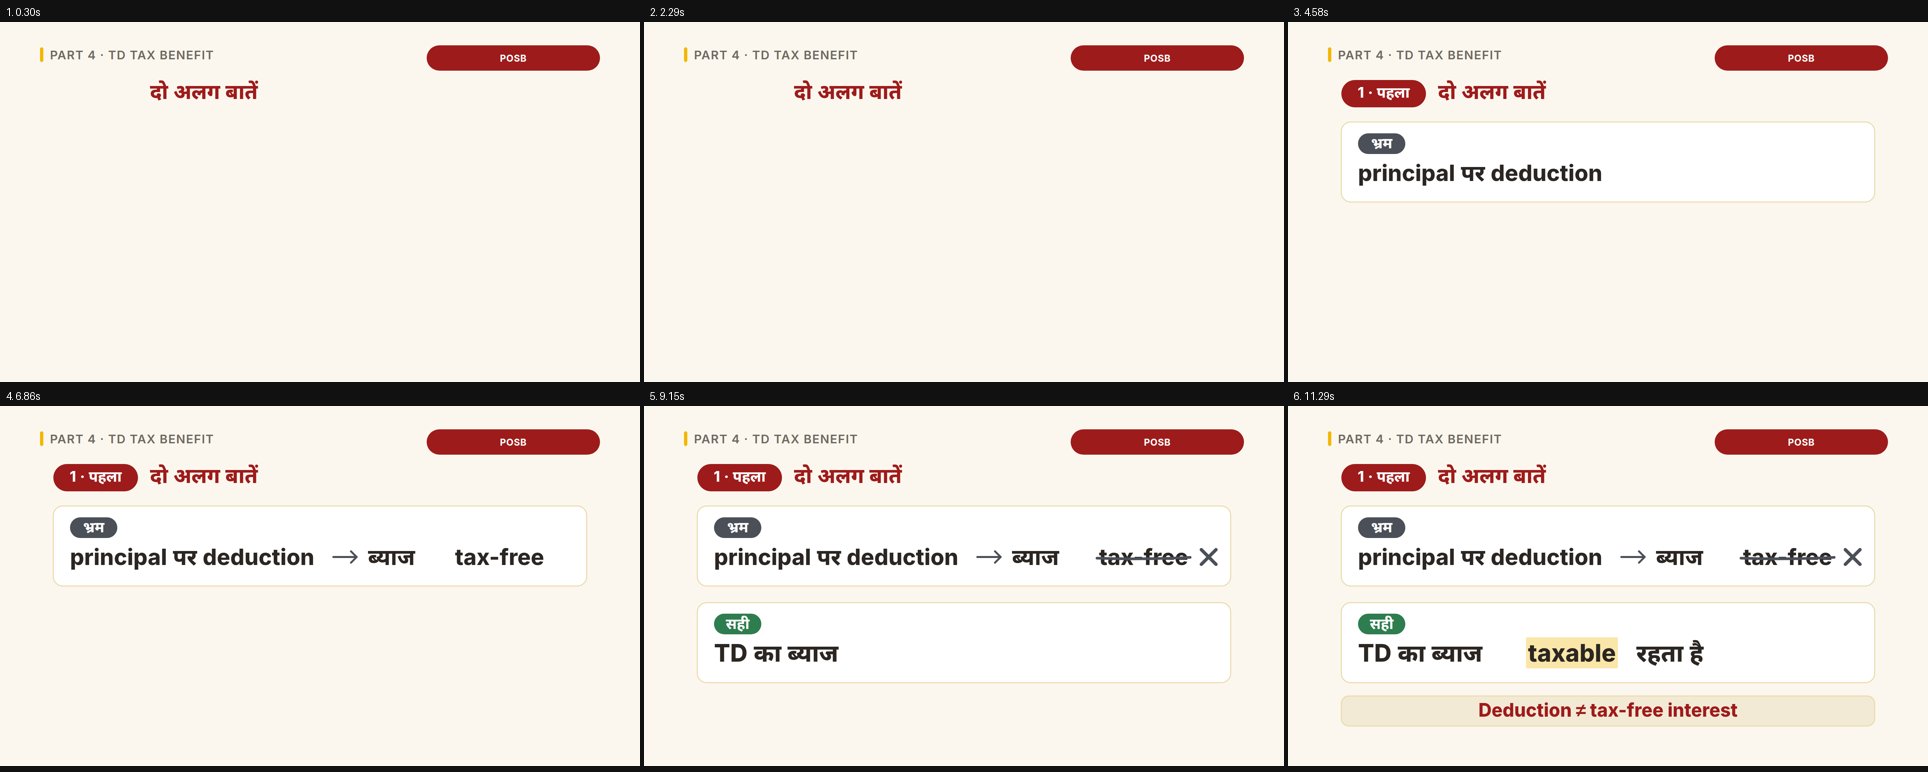 1. 0.30s
PART 4 · TD TAX BENEFIT
POSB
दो अलग बातें
2. 2.29s
PART 4 · TD TAX BENEFIT
POSB
दो अलग बातें
3. 4.58s
PART 4 · TD TAX BENEFIT
POSB
1 · पहला दो अलग बातें
भ्रम
principal पर deduction
4. 6.86s
PART 4 · TD TAX BENEFIT
POSB
1 · पहला दो अलग बातें
भ्रम
principal पर deduction → ब्याज tax-free
5. 9.15s
PART 4 · TD TAX BENEFIT
POSB
1 · पहला दो अलग बातें
भ्रम
principal पर deduction → ब्याज tax-free ✕
सही
TD का ब्याज
6. 11.29s
PART 4 · TD TAX BENEFIT
POSB
1 · पहला दो अलग बातें
भ्रम
principal पर deduction → ब्याज tax-free ✕
सही
TD का ब्याज taxable रहता है
Deduction ≠ tax-free interest